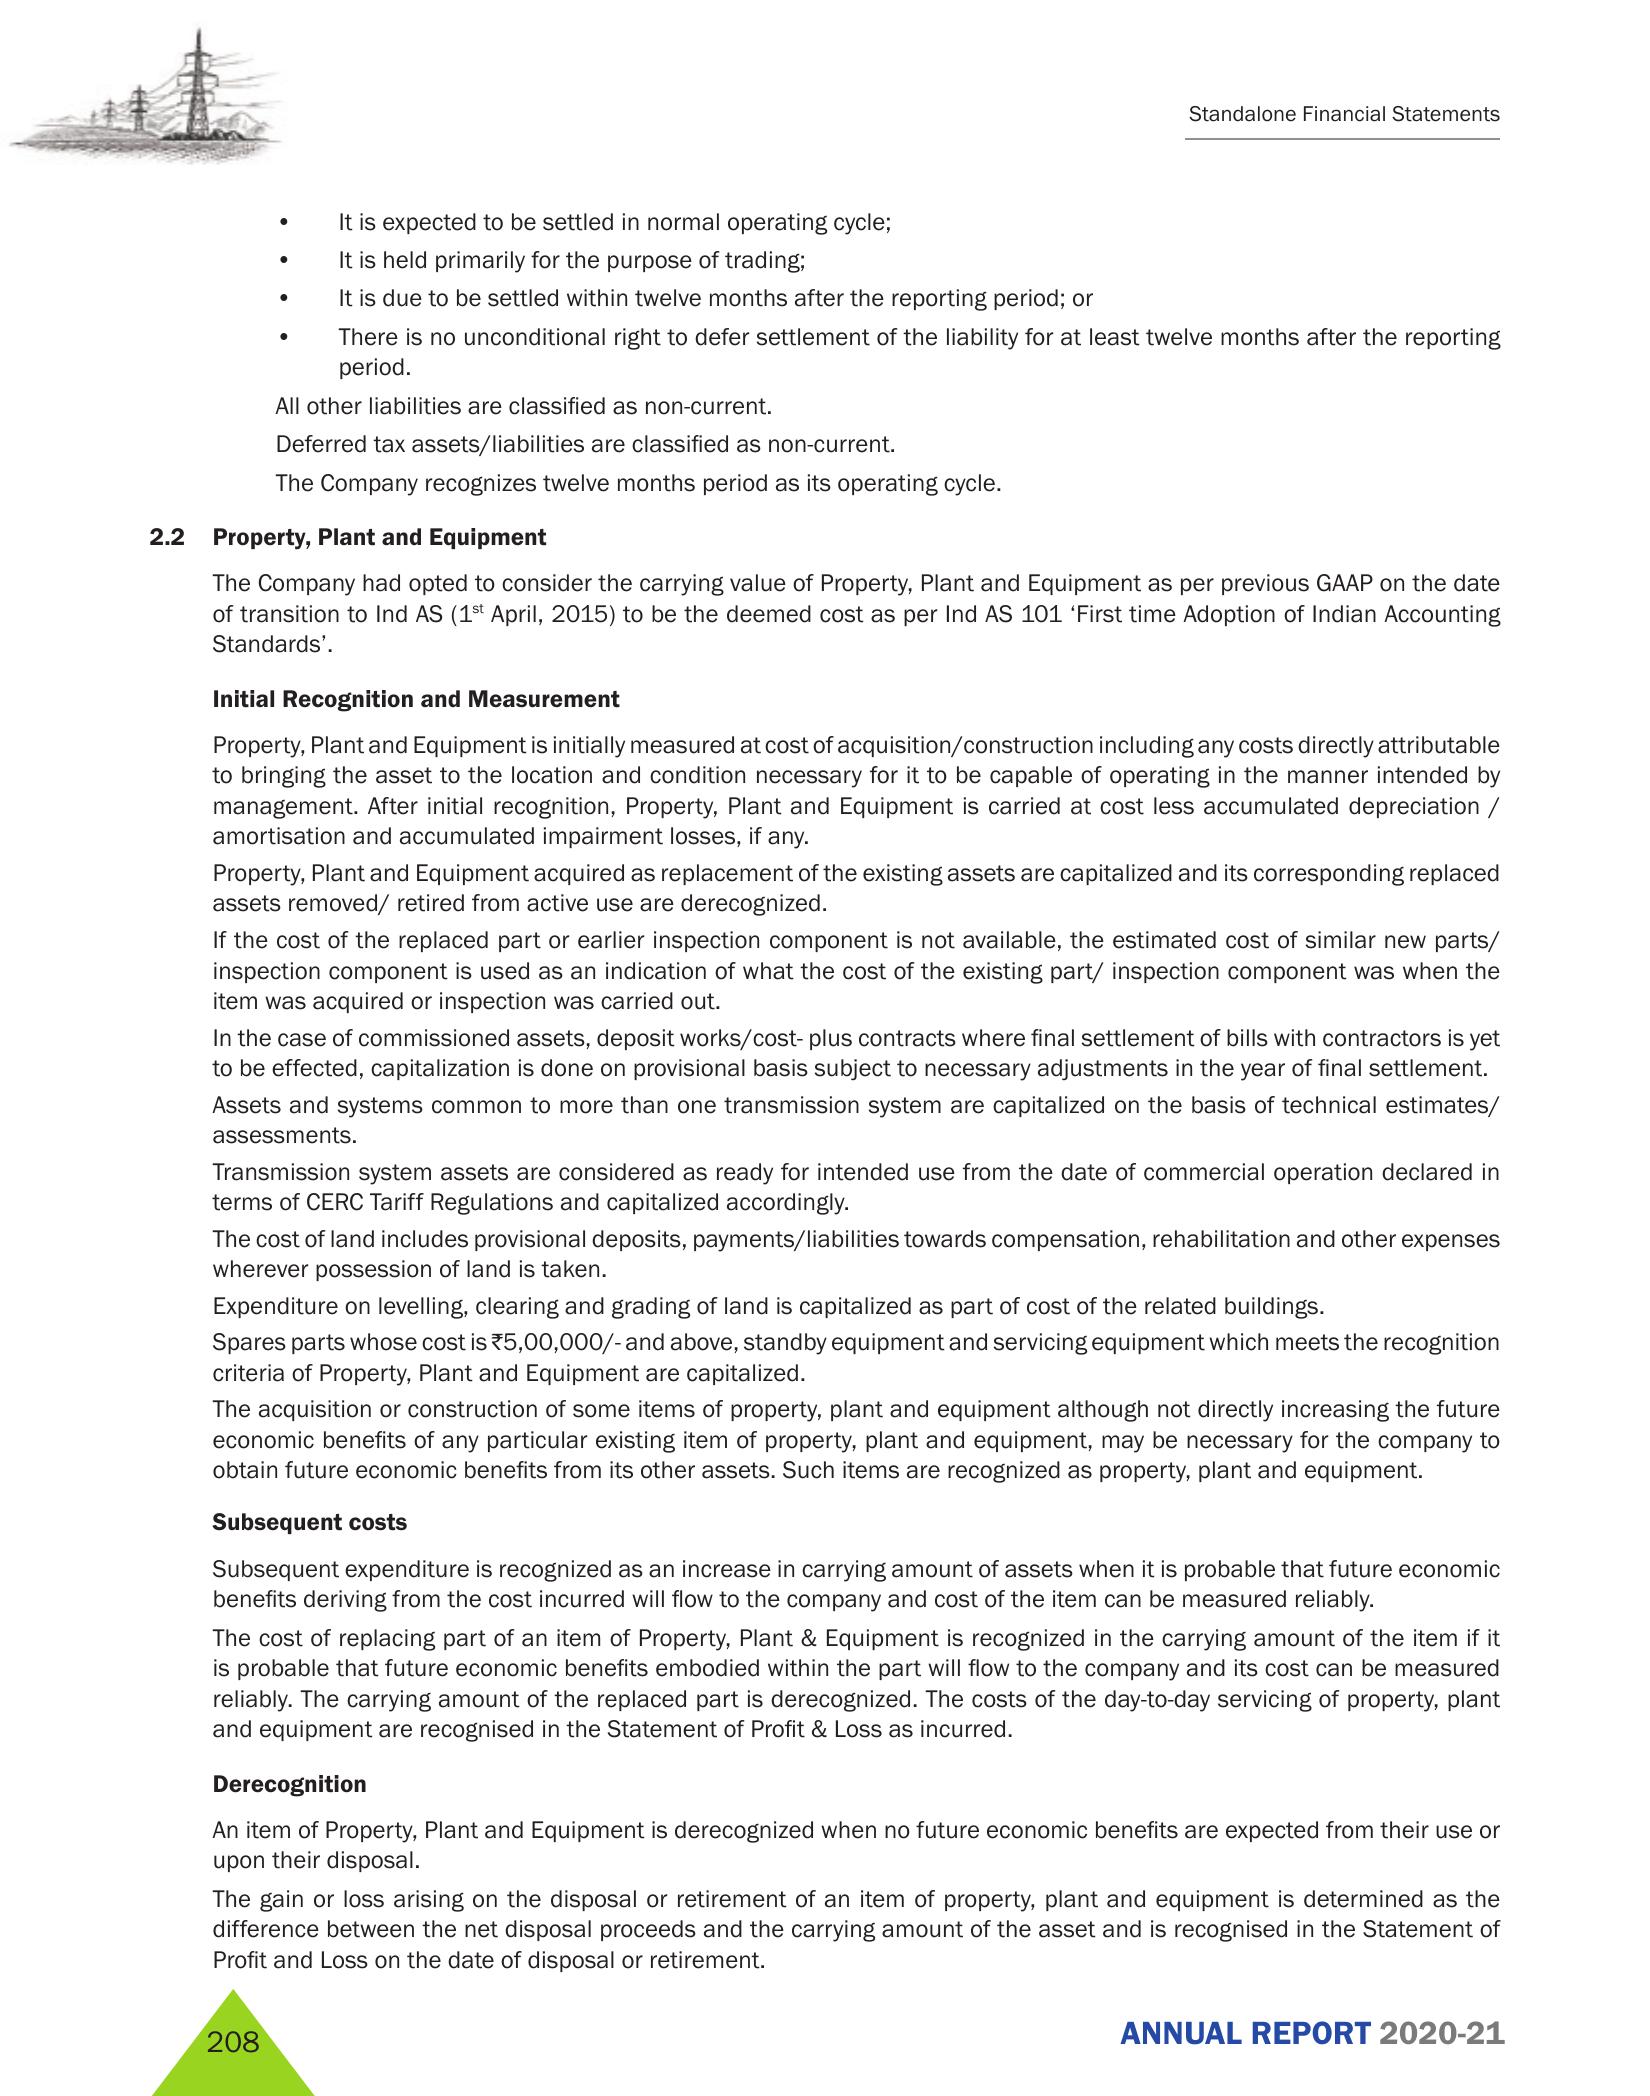 Standalone Financial Statements
• It is expected to be settled in normal operating cycle;
• It is held primarily for the purpose of trading;
• It is due to be settled within twelve months after the reporting period; or
• There is no unconditional right to defer settlement of the liability for at least twelve months after the reporting
period.
All other liabilities are classified as non-current.
Deferred tax assets/liabilities are classified as non-current.
The Company recognizes twelve months period as its operating cycle.
2.2 Property, Plant and Equipment
The Company had opted to consider the carrying value of Property, Plant and Equipment as per previous GAAP on the date
of transition to Ind AS (1st April, 2015) to be the deemed cost as per Ind AS 101 ‘First time Adoption of Indian Accounting
Standards’.
Initial Recognition and Measurement
Property, Plant and Equipment is initially measured at cost of acquisition/construction including any costs directly attributable
to bringing the asset to the location and condition necessary for it to be capable of operating in the manner intended by
management. After initial recognition, Property, Plant and Equipment is carried at cost less accumulated depreciation /
amortisation and accumulated impairment losses, if any.
Property, Plant and Equipment acquired as replacement of the existing assets are capitalized and its corresponding replaced
assets removed/ retired from active use are derecognized.
If the cost of the replaced part or earlier inspection component is not available, the estimated cost of similar new parts/
inspection component is used as an indication of what the cost of the existing part/ inspection component was when the
item was acquired or inspection was carried out.
In the case of commissioned assets, deposit works/cost- plus contracts where final settlement of bills with contractors is yet
to be effected, capitalization is done on provisional basis subject to necessary adjustments in the year of final settlement.
Assets and systems common to more than one transmission system are capitalized on the basis of technical estimates/
assessments.
Transmission system assets are considered as ready for intended use from the date of commercial operation declared in
terms of CERC Tariff Regulations and capitalized accordingly.
The cost of land includes provisional deposits, payments/liabilities towards compensation, rehabilitation and other expenses
wherever possession of land is taken.
Expenditure on levelling, clearing and grading of land is capitalized as part of cost of the related buildings.
Spares parts whose cost is ₹5,00,000/- and above, standby equipment and servicing equipment which meets the recognition
criteria of Property, Plant and Equipment are capitalized.
The acquisition or construction of some items of property, plant and equipment although not directly increasing the future
economic benefits of any particular existing item of property, plant and equipment, may be necessary for the company to
obtain future economic benefits from its other assets. Such items are recognized as property, plant and equipment.
Subsequent costs
Subsequent expenditure is recognized as an increase in carrying amount of assets when it is probable that future economic
benefits deriving from the cost incurred will flow to the company and cost of the item can be measured reliably.
The cost of replacing part of an item of Property, Plant & Equipment is recognized in the carrying amount of the item if it
is probable that future economic benefits embodied within the part will flow to the company and its cost can be measured
reliably. The carrying amount of the replaced part is derecognized. The costs of the day-to-day servicing of property, plant
and equipment are recognised in the Statement of Profit & Loss as incurred.
Derecognition
An item of Property, Plant and Equipment is derecognized when no future economic benefits are expected from their use or
upon their disposal.
The gain or loss arising on the disposal or retirement of an item of property, plant and equipment is determined as the
difference between the net disposal proceeds and the carrying amount of the asset and is recognised in the Statement of
Profit and Loss on the date of disposal or retirement.
208
ANNUAL REPORT 2020-21